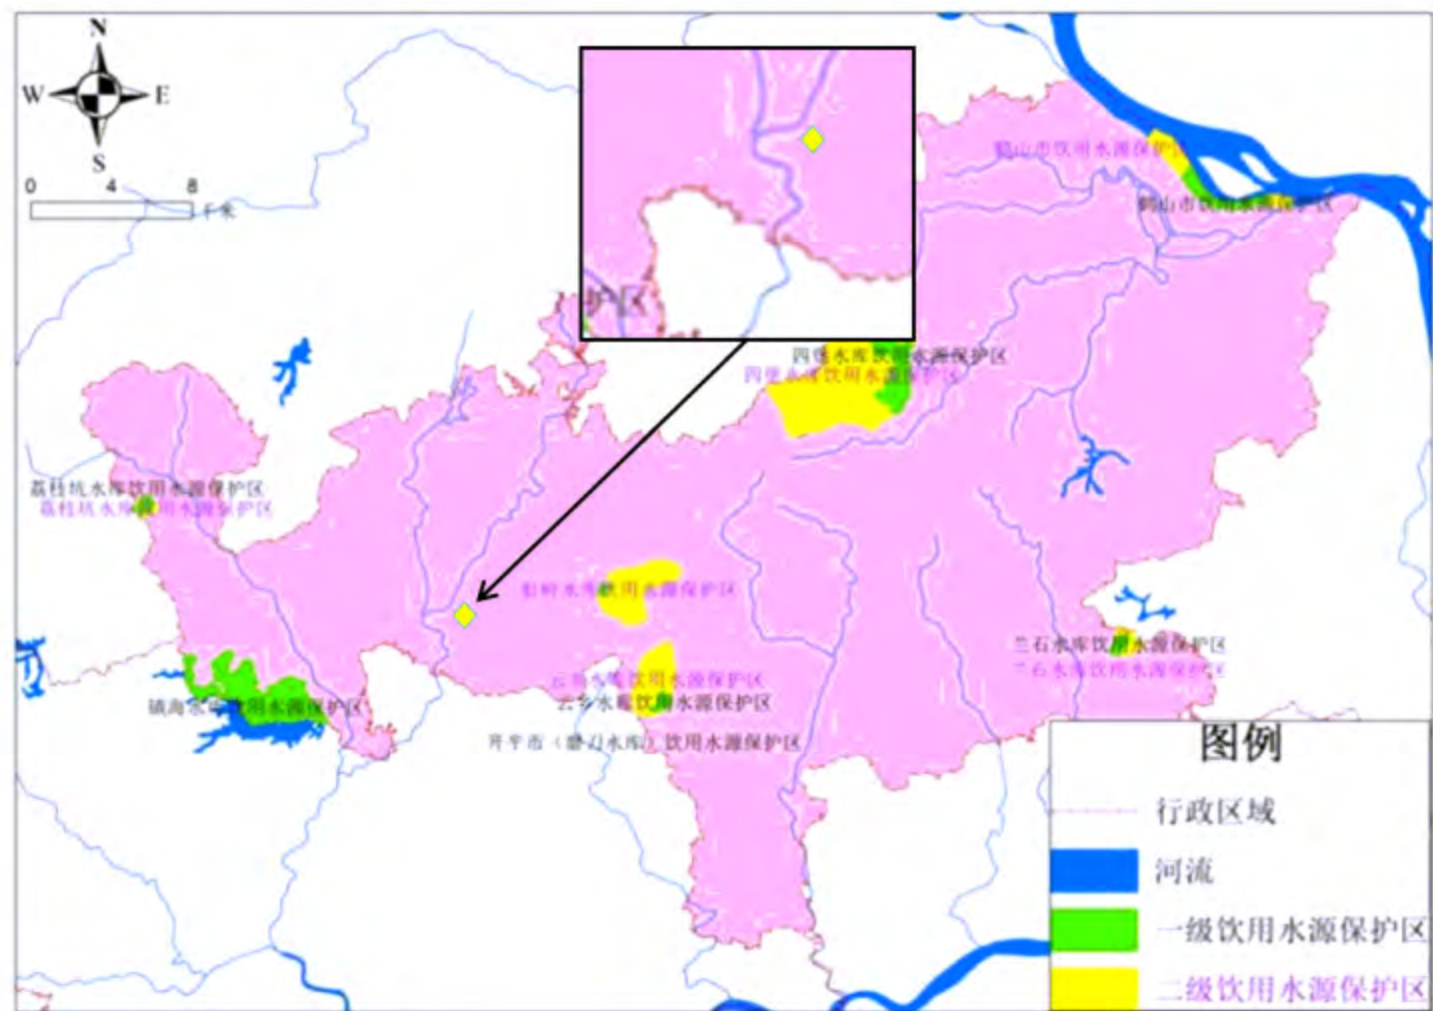 N
W E
S
0 4 8
千米
护区
鹤山市饮用水源保护区
鹤山市饮用水源保护区
四堡水库饮用水源保护区
四堡水库饮用水源保护区
荔枝坑水库饮用水源保护区
荔枝坑水库饮用水源保护区
水库饮用水源保护区
兰石水库饮用水源保护区
兰石水库饮用水源保护区
云乡水库饮用水源保护区
云乡水库饮用水源保护区
镇海水库饮用水源保护区
开平市（磨刀水库）饮用水源保护区
图例
行政区域
河流
一级饮用水源保护区
二级饮用水源保护区